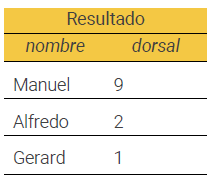 Resultado
nombre dorsal
Manuel 9
Alfredo 2
Gerard 1